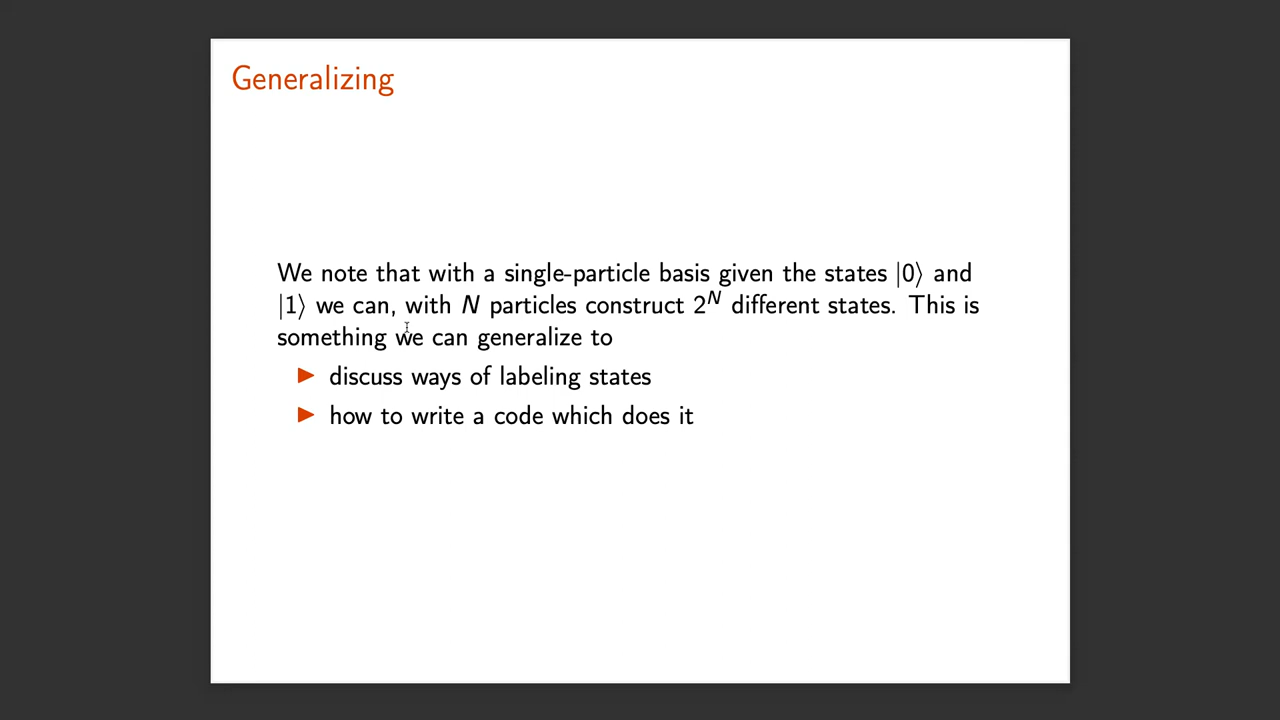 Generalizing
We note that with a single-particle basis given the states |0⟩ and
|1⟩ we can, with N particles construct 2^N different states. This is
something we can generalize to
▶ discuss ways of labeling states
▶ how to write a code which does it